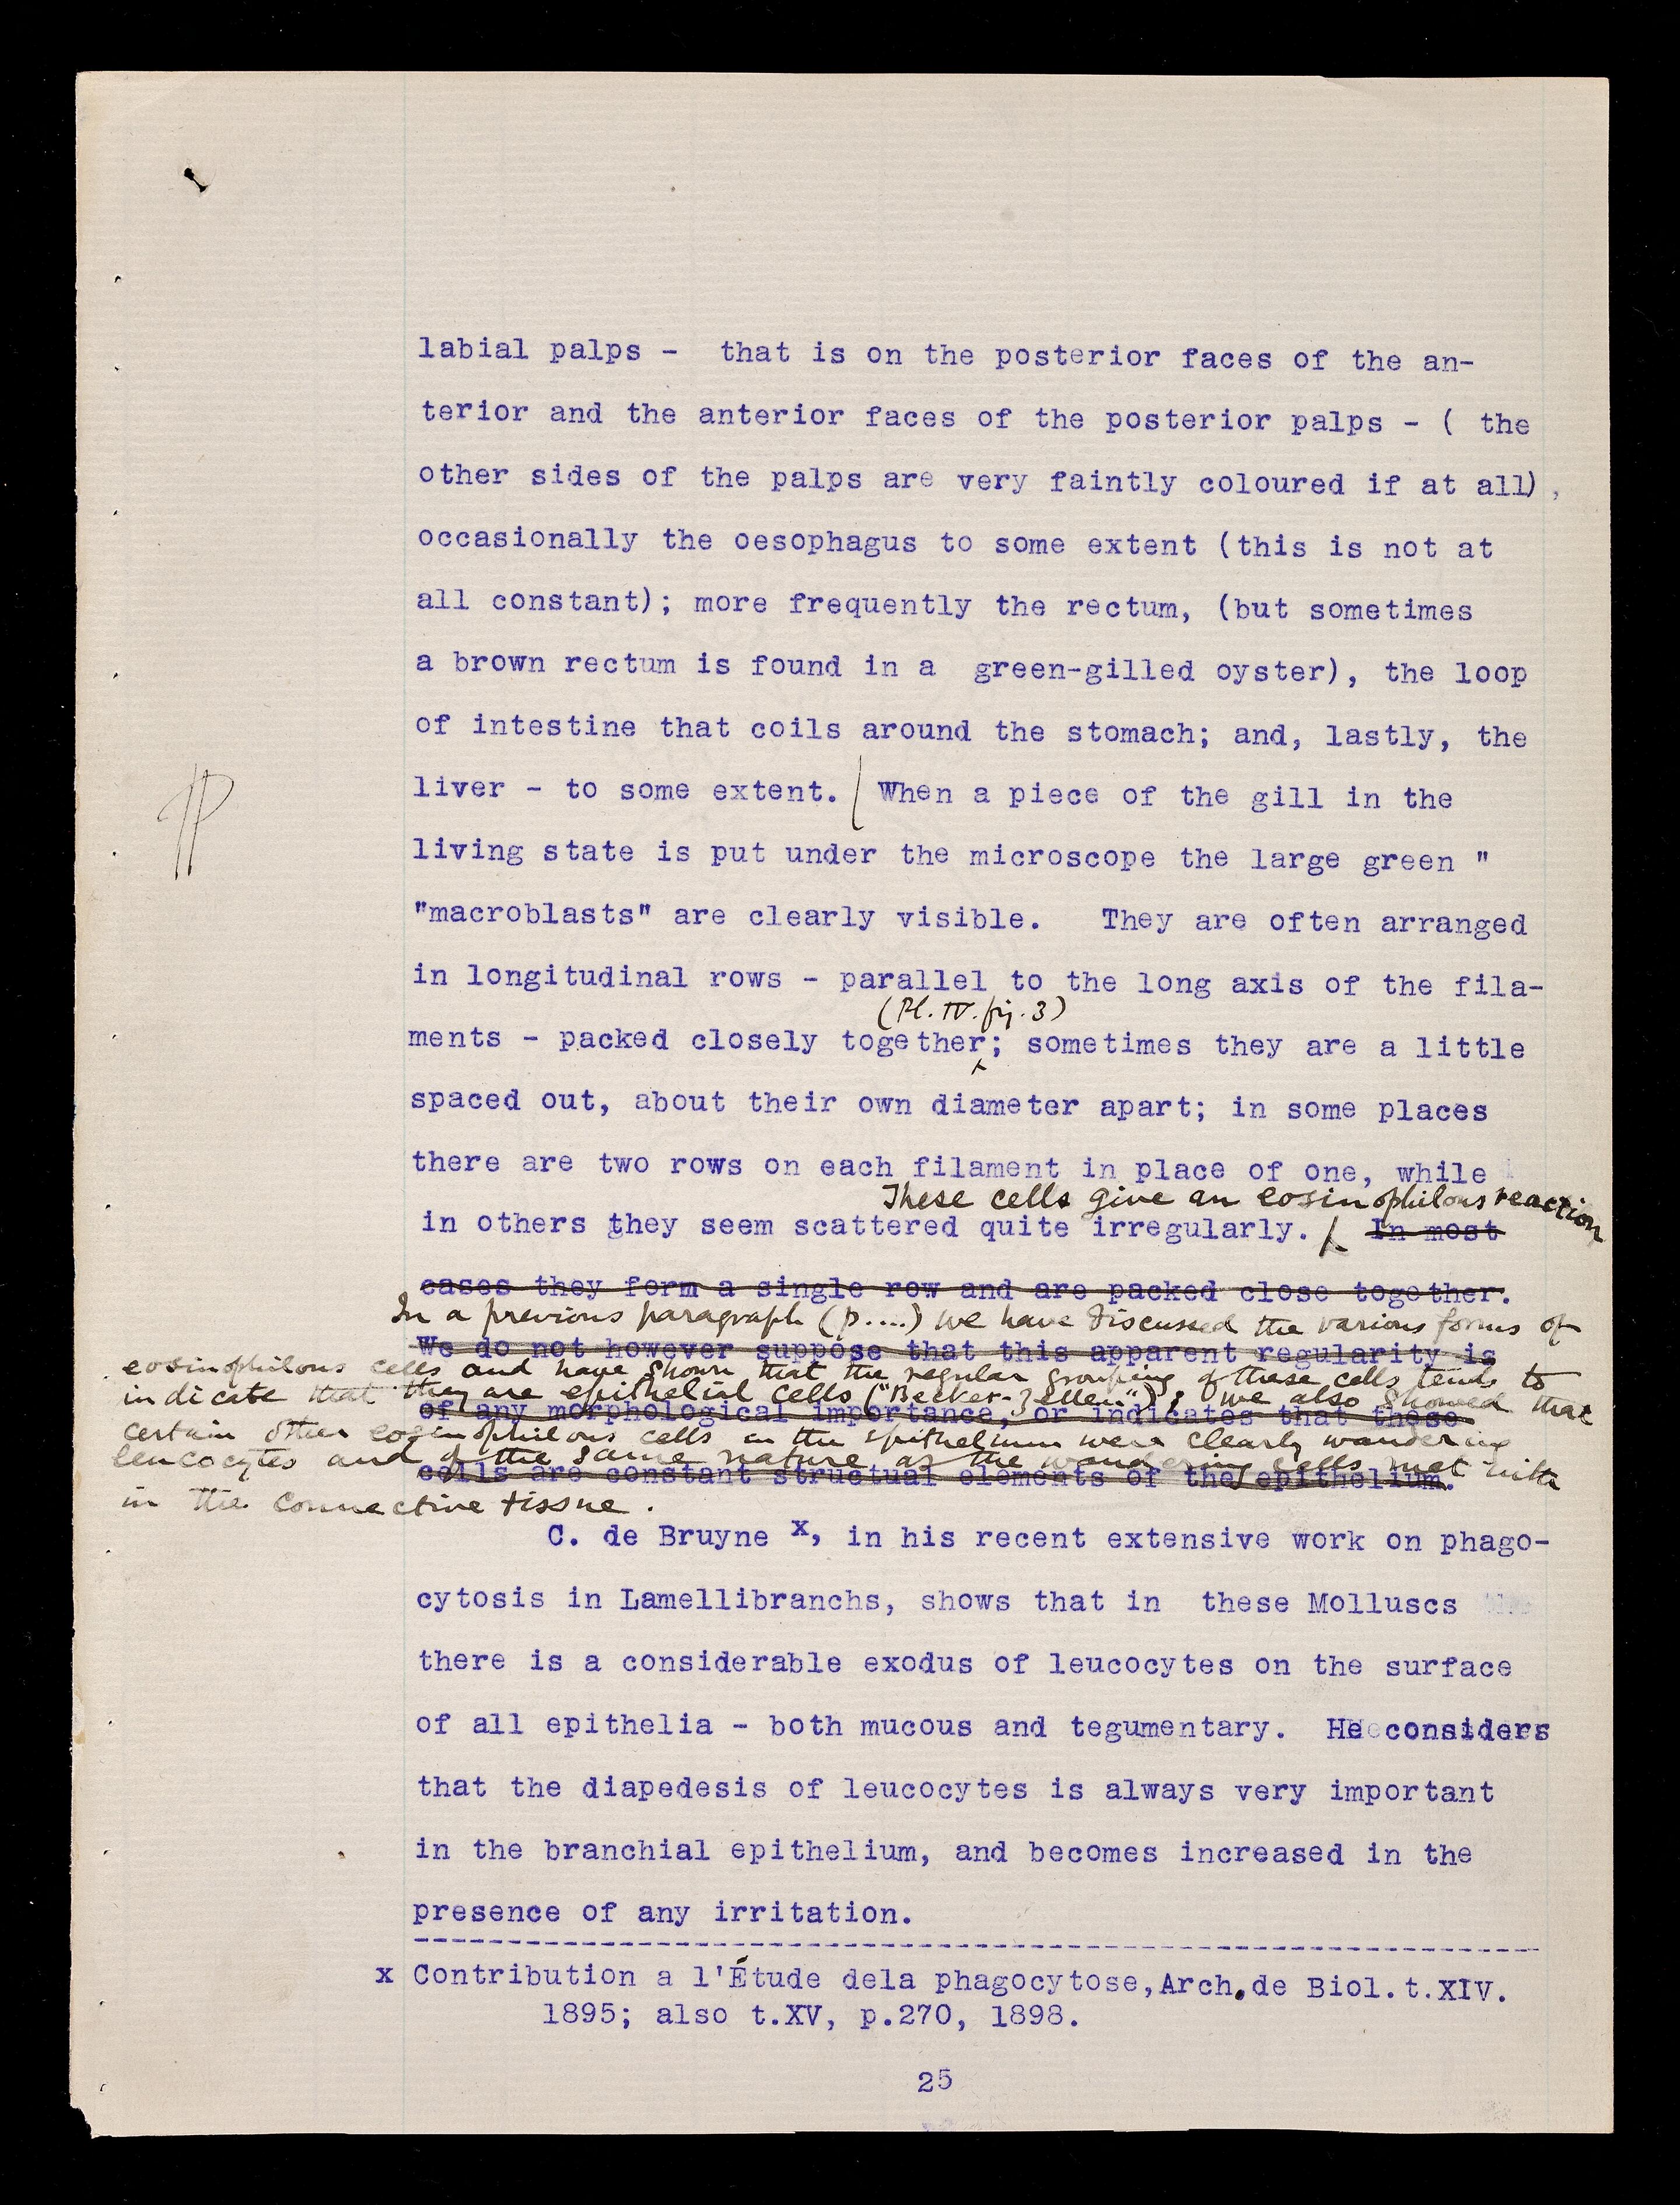 labial palps -  that is on the posterior faces of the an-
terior and the anterior faces of the posterior palps - ( the
other sides of the palps are very faintly coloured if at all),
occasionally the oesophagus to some extent (this is not at
all constant); more frequently the rectum, (but sometimes
a brown rectum is found in a  green-gilled oyster), the loop
of intestine that coils around the stomach; and, lastly, the
liver - to some extent. / When a piece of the gill in the
living state is put under the microscope the large green "
"macroblasts" are clearly visible.  They are often arranged
in longitudinal rows - parallel to the long axis of the fila-
(Pl. IV. fig. 3)
ments - packed closely together; sometimes they are a little
spaced out, about their own diameter apart; in some places
there are two rows on each filament in place of one, while
These cells give an eosinophilous reaction
in others they seem scattered quite irregularly. In most
cases they form a single row and are packed close together.
In a previous paragraph (p....) we have discussed the various forms of
We do not however suppose that this apparent regularity is
eosinophilous cells and have shown that the regular grouping of these cells tends to
indicate that they are epithelial cells ("Becker-Zellen"); we also showed that
of any morphological importance, or indicates that these
certain other eosinophilous cells in the epithelium were clearly wandering
leucocytes and of the same nature as the wandering cells met with
cells are constant structual elements of the epithelium.
in the connective tissue.
C. de Bruyne x, in his recent extensive work on phago-
cytosis in Lamellibranchs, shows that in  these Molluscs
there is a considerable exodus of leucocytes on the surface
of all epithelia - both mucous and tegumentary.  He considers
that the diapedesis of leucocytes is always very important
in the branchial epithelium, and becomes increased in the
presence of any irritation.
x Contribution a l'Étude dela phagocytose, Arch. de Biol. t.XIV.
1895; also t.XV, p.270, 1898.
25